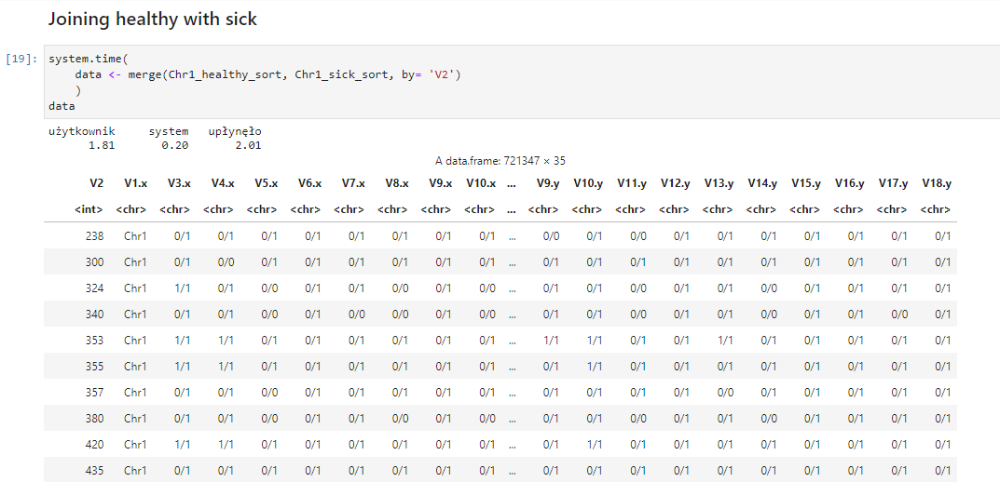 Joining healthy with sick
[19]: system.time(
data <- merge(Chr1_healthy_sort, Chr1_sick_sort, by= 'V2')
)
data
użytkownik system upłynęło
1.81 0.20 2.01
A data.frame: 721347 × 35
V2 V1.x V3.x V4.x V5.x V6.x V7.x V8.x V9.x V10.x ... V9.y V10.y V11.y V12.y V13.y V14.y V15.y V16.y V17.y V18.y
<int> <chr> <chr> <chr> <chr> <chr> <chr> <chr> <chr> <chr> ... <chr> <chr> <chr> <chr> <chr> <chr> <chr> <chr> <chr> <chr>
238 Chr1 0/1 0/1 0/1 0/1 0/1 0/1 0/1 0/1 ... 0/0 0/1 0/0 0/1 0/1 0/1 0/1 0/1 0/1 0/1
300 Chr1 0/1 0/0 0/1 0/1 0/1 0/1 0/1 0/1 ... 0/1 0/1 0/1 0/1 0/1 0/1 0/1 0/1 0/1 0/1
324 Chr1 1/1 0/1 0/0 0/1 0/1 0/0 0/1 0/0 ... 0/1 0/1 0/0 0/1 0/1 0/0 0/1 0/1 0/1 0/1
340 Chr1 0/1 0/1 0/0 0/1 0/0 0/0 0/1 0/0 ... 0/1 0/1 0/0 0/1 0/1 0/0 0/1 0/1 0/0 0/1
353 Chr1 1/1 1/1 0/1 0/1 0/1 0/1 0/1 0/1 ... 1/1 1/1 0/1 0/1 1/1 0/1 0/1 0/1 0/1 0/1
355 Chr1 1/1 1/1 0/1 0/1 0/1 0/1 0/1 0/1 ... 0/1 1/1 0/1 0/1 0/1 0/1 0/1 0/1 0/1 0/1
357 Chr1 0/1 0/1 0/0 0/1 0/1 0/1 0/1 0/1 ... 0/1 0/1 0/1 0/1 0/0 0/1 0/1 0/1 0/1 0/1
380 Chr1 0/1 0/1 0/0 0/1 0/1 0/0 0/1 0/0 ... 0/1 0/1 0/0 0/1 0/1 0/0 0/1 0/1 0/1 0/1
420 Chr1 1/1 1/1 0/1 0/1 0/1 0/1 0/1 0/1 ... 0/1 1/1 0/1 0/1 0/1 0/1 0/1 0/1 0/1 0/1
435 Chr1 0/1 0/1 0/1 0/1 0/1 0/1 0/1 0/1 ... 0/1 0/1 0/1 0/1 0/1 0/1 0/1 0/1 0/1 0/1